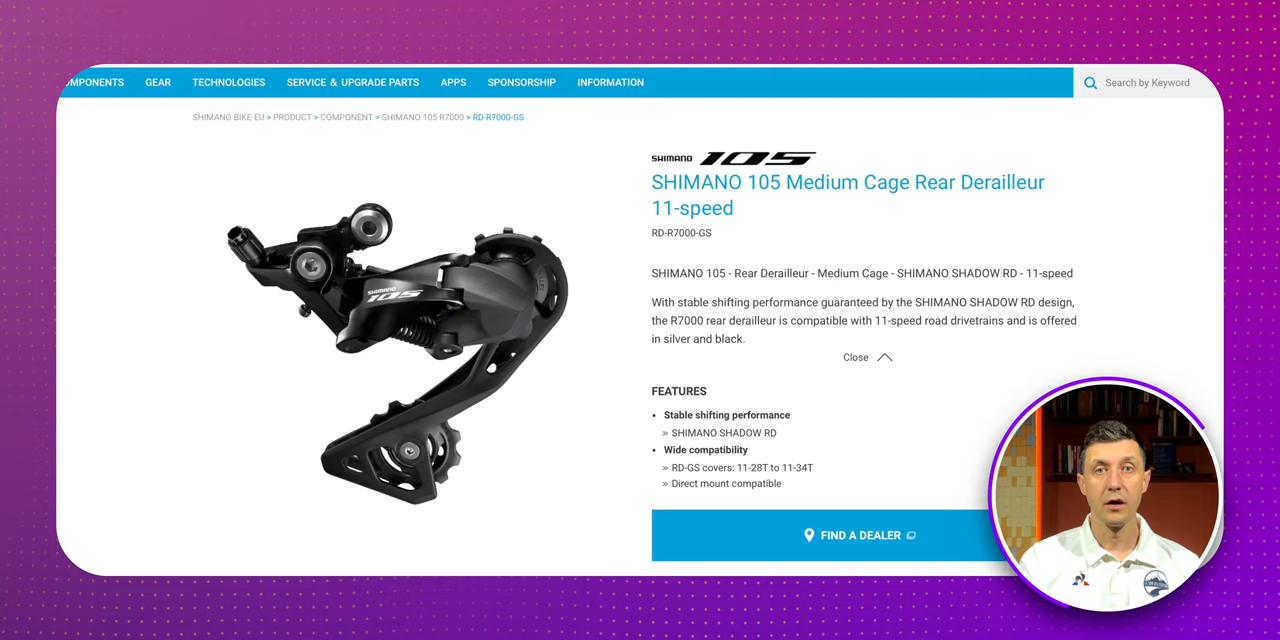 MPONENTS GEAR TECHNOLOGIES SERVICE & UPGRADE PARTS APPS SPONSORSHIP INFORMATION Search by Keyword
SHIMANO BIKE-EU > PRODUCT > COMPONENT > SHIMANO 105 R7000 > RD-R7000-GS
SHIMANO 105
SHIMANO 105 Medium Cage Rear Derailleur
11-speed
RD-R7000-GS
SHIMANO 105 - Rear Derailleur - Medium Cage - SHIMANO SHADOW RD - 11-speed
With stable shifting performance guaranteed by the SHIMANO SHADOW RD design,
the R7000 rear derailleur is compatible with 11-speed road drivetrains and is offered
in silver and black.
Close
FEATURES
• Stable shifting performance
» SHIMANO SHADOW RD
• Wide compatibility
» RD-GS covers: 11-28T to 11-34T
» Direct mount compatible
FIND A DEALER
SHIMANO
105